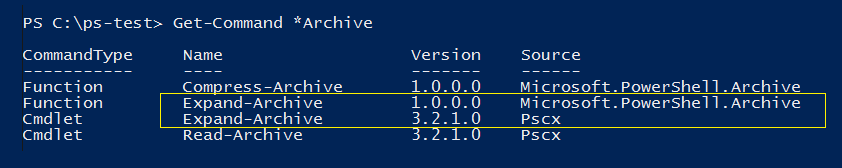 PS C:\ps-test> Get-Command *Archive
CommandType Name Version Source
----------- ---- ------- ------
Function Compress-Archive 1.0.0.0 Microsoft.PowerShell.Archive
Function Expand-Archive 1.0.0.0 Microsoft.PowerShell.Archive
Cmdlet Expand-Archive 3.2.1.0 Pscx
Cmdlet Read-Archive 3.2.1.0 Pscx